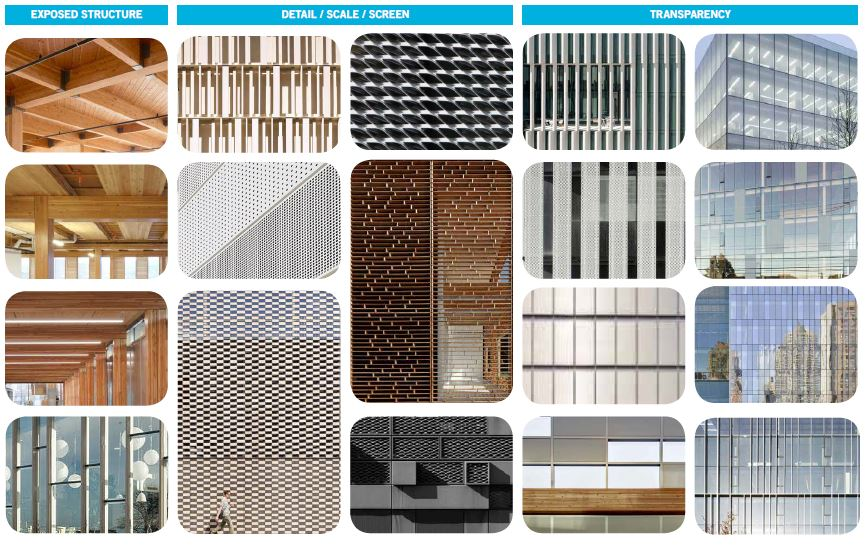 EXPOSED STRUCTURE
DETAIL / SCALE / SCREEN
TRANSPARENCY